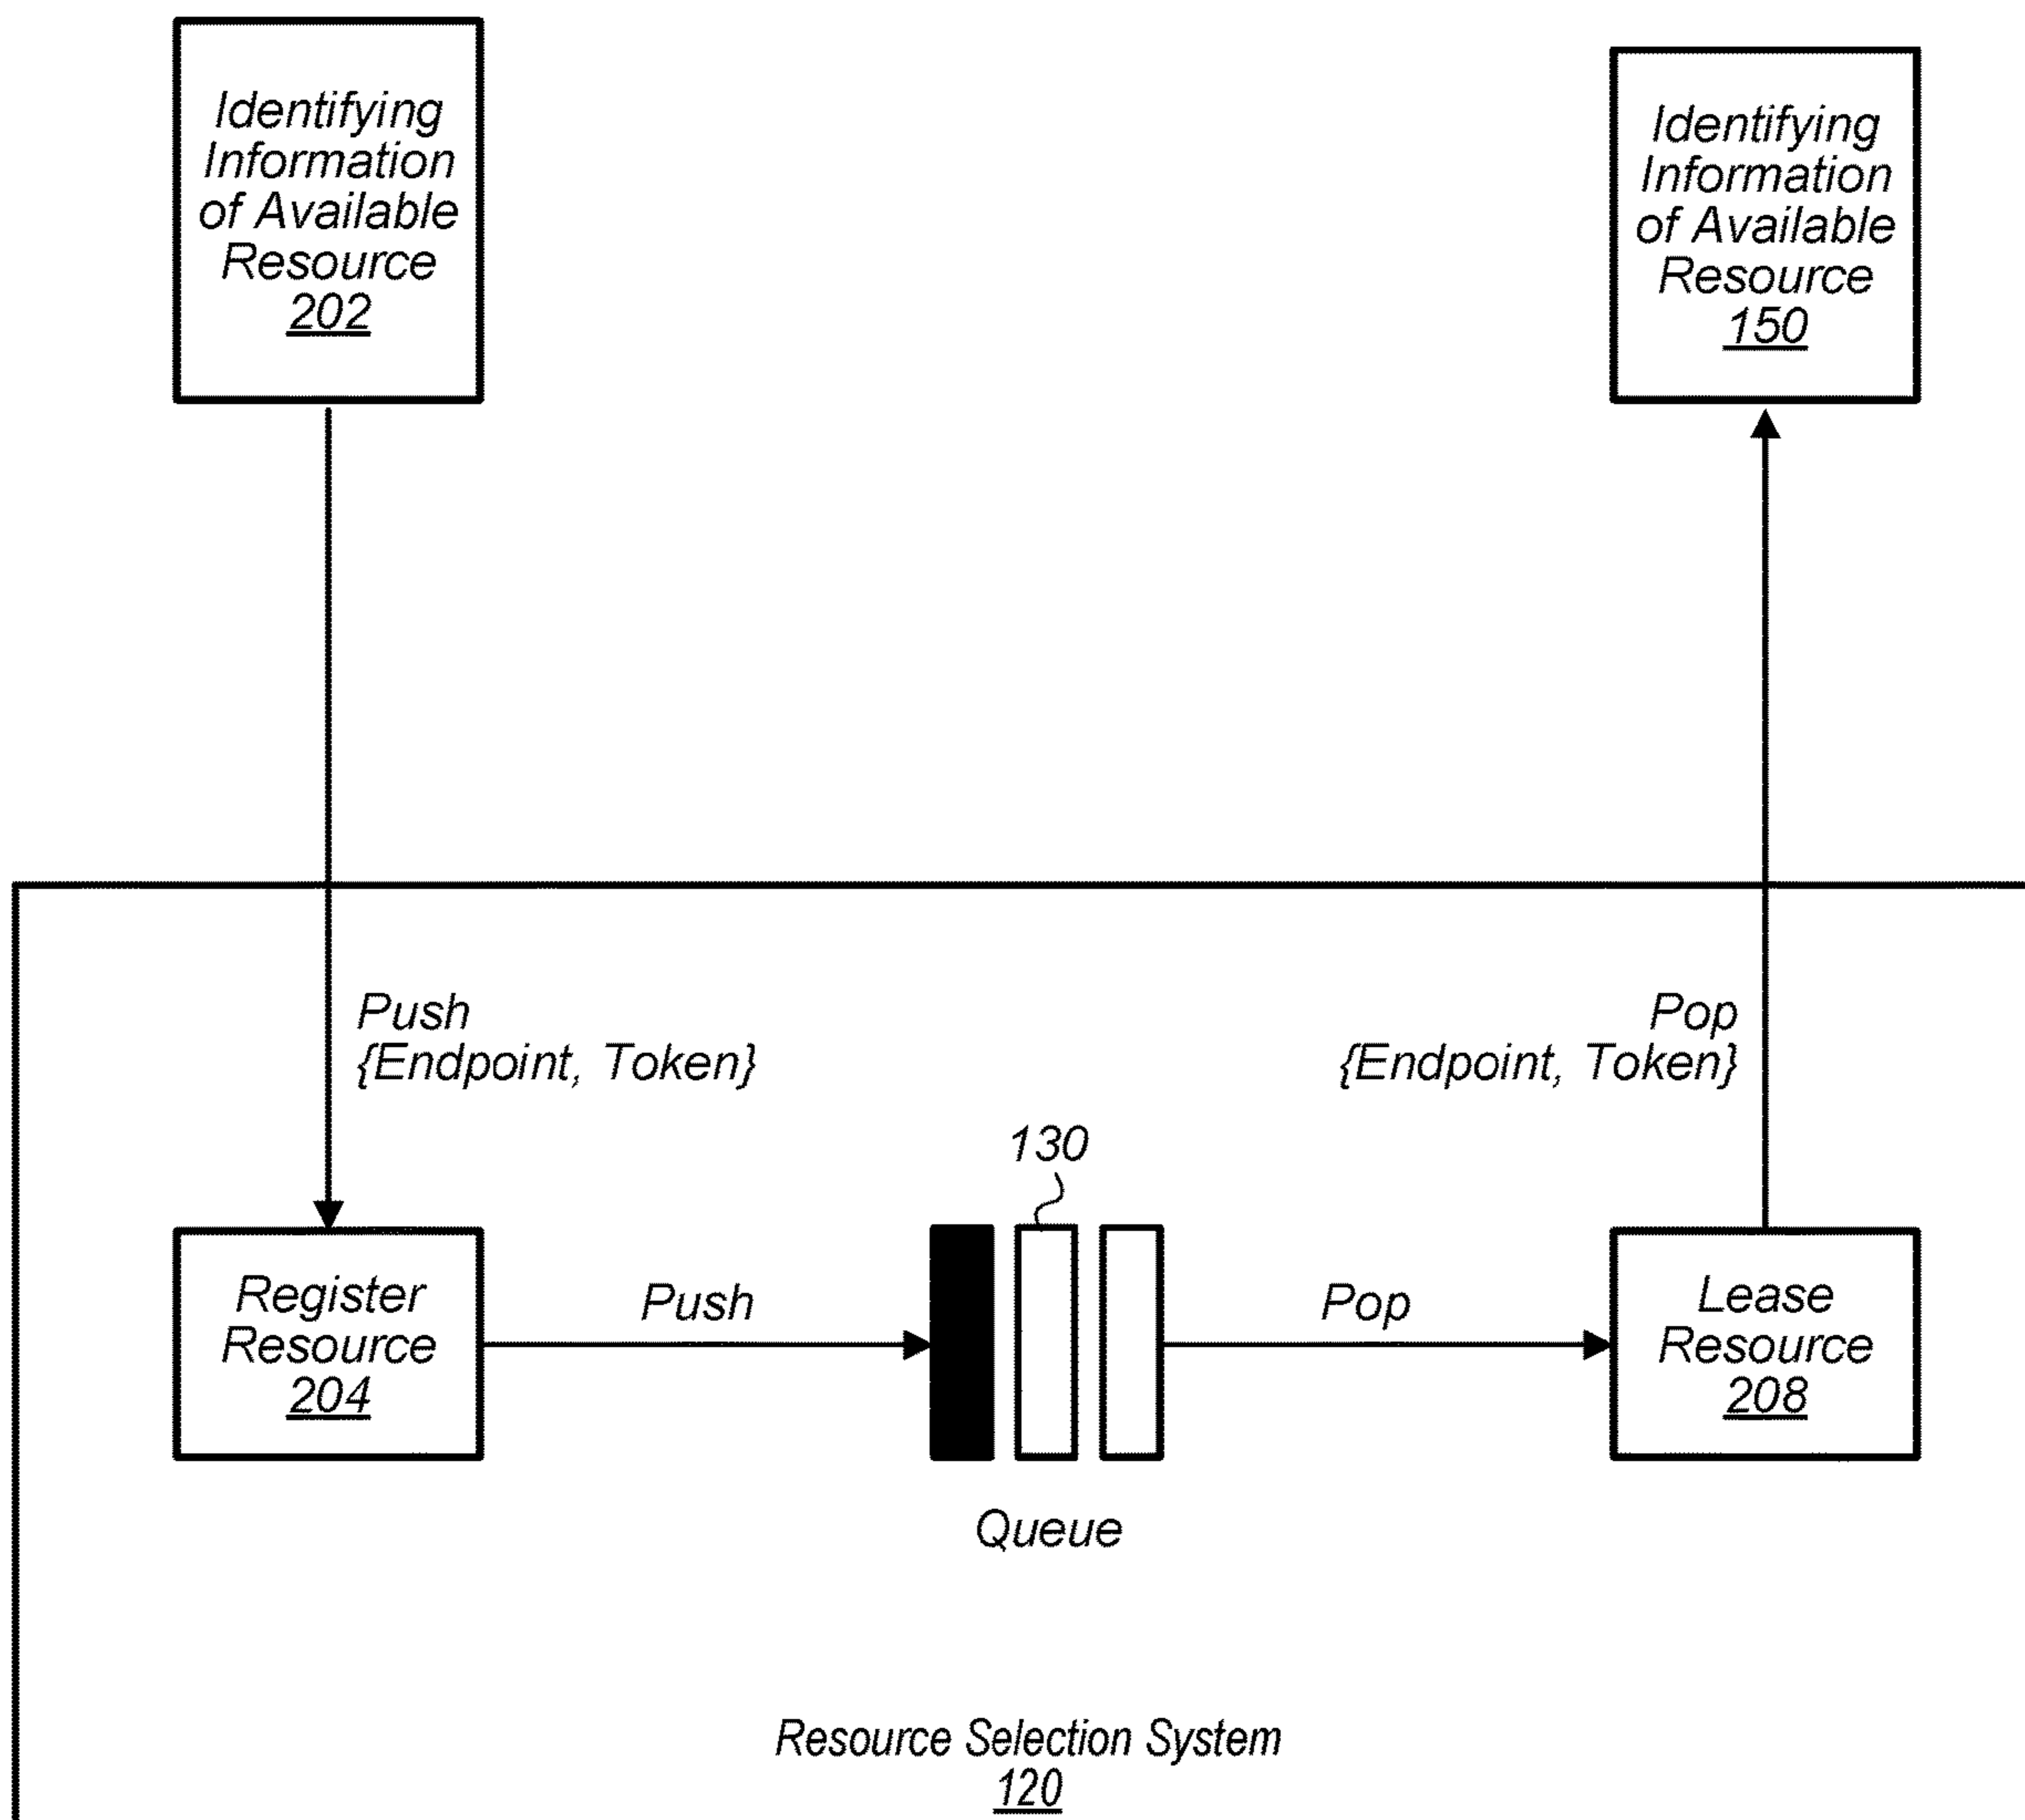 Identifying
Information
of Available
Resource
202
Identifying
Information
of Available
Resource
150
Push
{Endpoint, Token}
Pop
{Endpoint, Token}
130
Register
Resource
204
Push
Pop
Lease
Resource
208
Queue
Resource Selection System
120